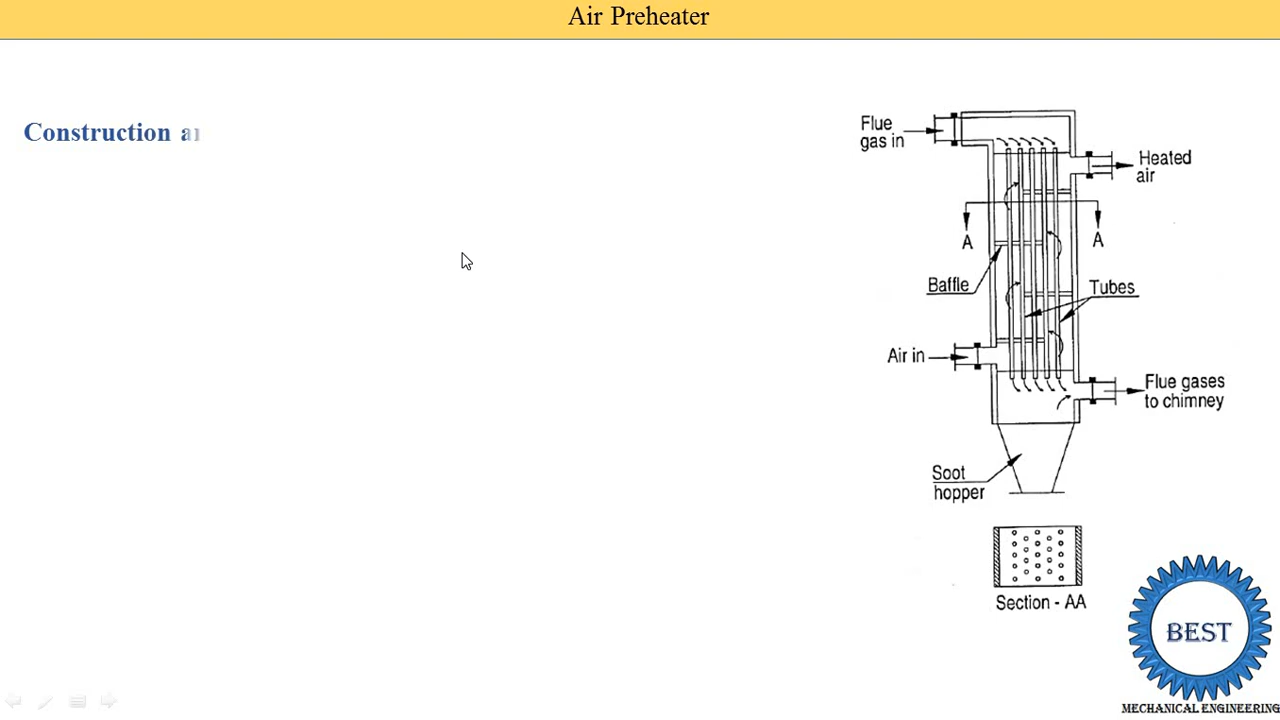 Air Preheater
Construction
Flue
gas in
Heated
air
A
A
Baffle
Tubes
Air in
Flue gases
to chimney
Soot
hopper
Section - AA
BEST
MECHANICAL ENGINEERING